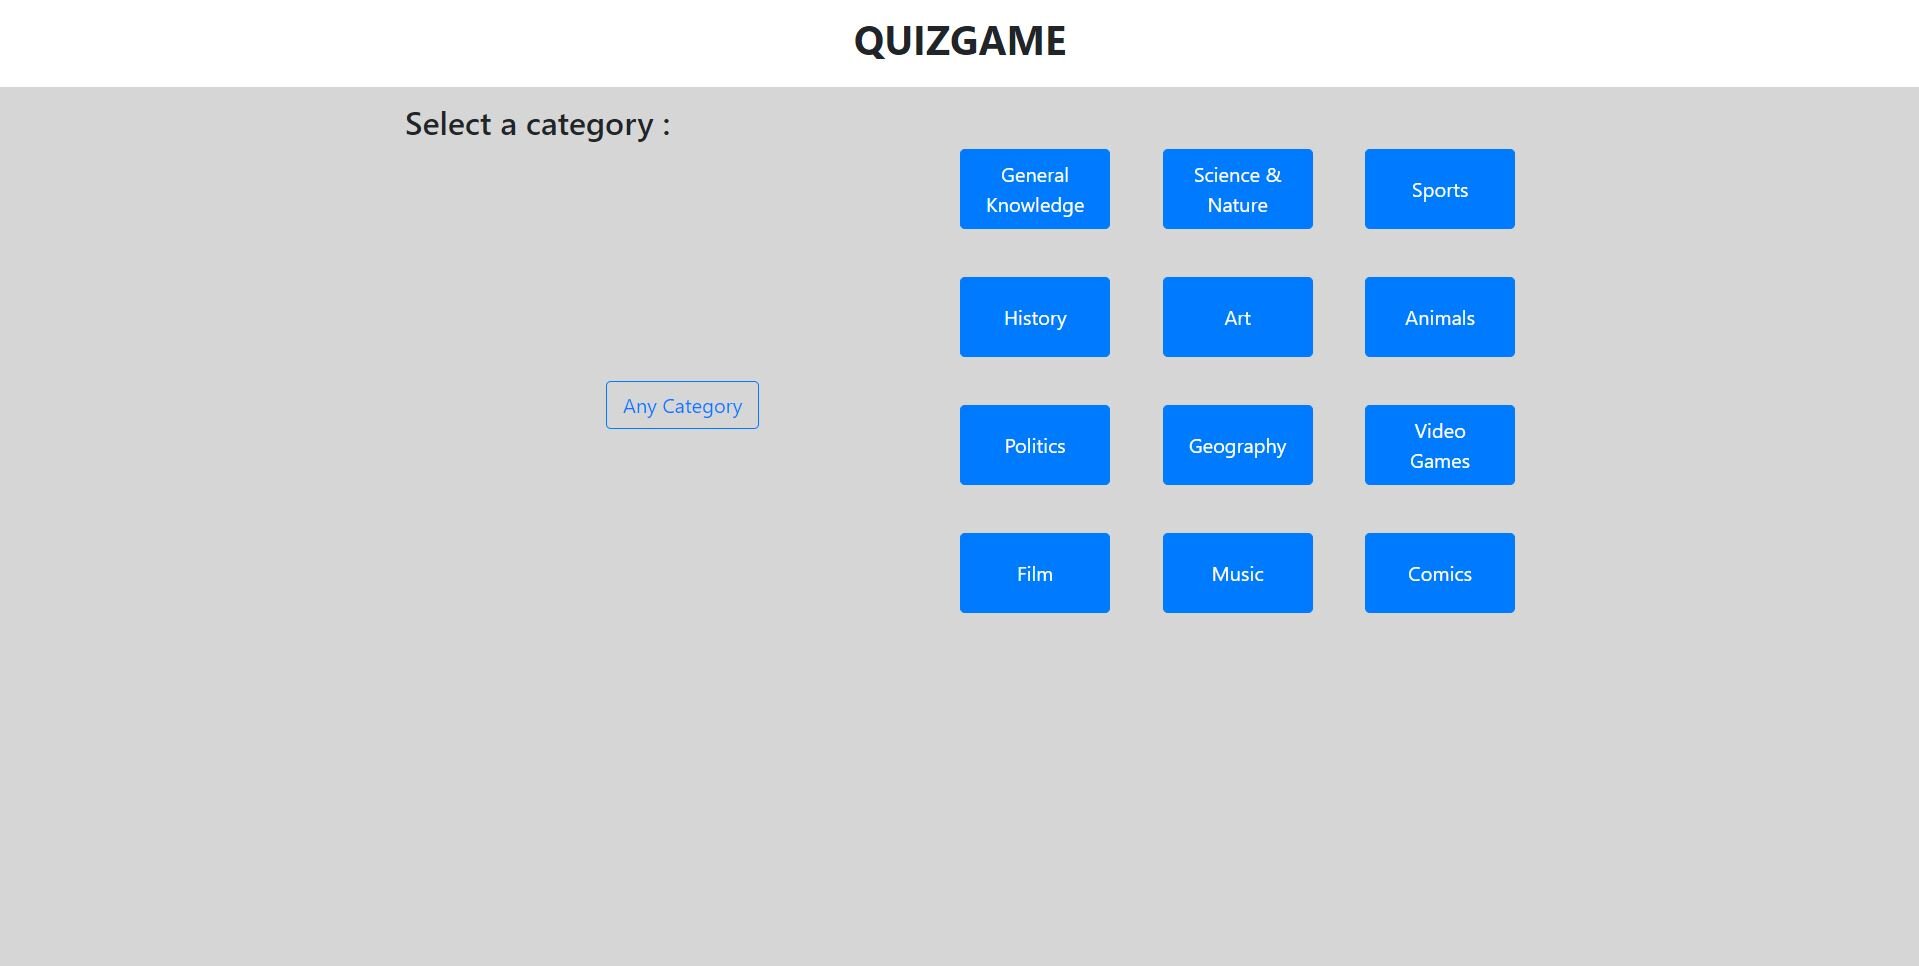 QUIZGAME
Select a category :
Any Category
General
Knowledge
Science &
Nature
Sports
History
Art
Animals
Politics
Geography
Video
Games
Film
Music
Comics